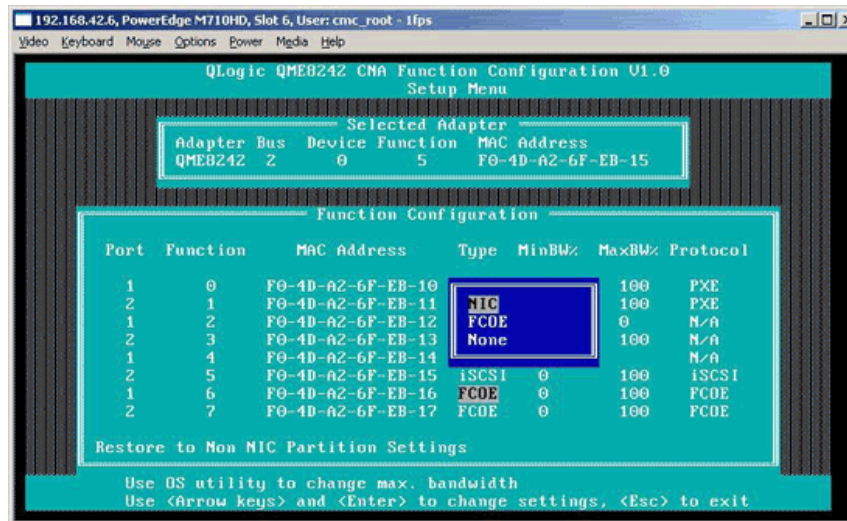 192.168.42.6, PowerEdge M710HD, Slot 6, User: cmc_root - 1fps
Video Keyboard Mouse Options Power Media Help
QLogic QME8242 CNA Function Configuration V1.0
Setup Menu
Selected Adapter
Adapter Bus Device Function MAC Address
QME8242 2 0 5 F0-4D-A2-6F-EB-15
Function Configuration
Port Function MAC Address Type MinBW% MaxBW% Protocol
1 0 F0-4D-A2-6F-EB-10 100 PXE
2 1 F0-4D-A2-6F-EB-11 NIC 100 PXE
1 2 F0-4D-A2-6F-EB-12 FCOE 0 N/A
2 3 F0-4D-A2-6F-EB-13 None 100 N/A
1 4 F0-4D-A2-6F-EB-14 N/A
2 5 F0-4D-A2-6F-EB-15 iSCSI 0 100 iSCSI
1 6 F0-4D-A2-6F-EB-16 FCOE 0 100 FCOE
2 7 F0-4D-A2-6F-EB-17 FCOE 0 100 FCOE
Restore to Non NIC Partition Settings
Use OS utility to change max. bandwidth
Use <Arrow keys> and <Enter> to change settings, <Esc> to exit